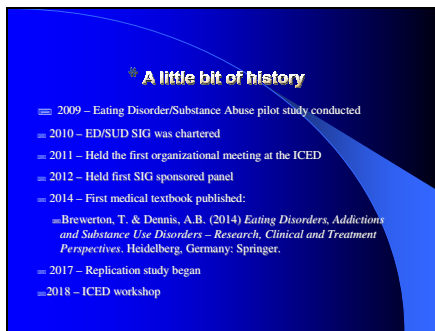 * A little bit of history
2009 – Eating Disorder/Substance Abuse pilot study conducted
2010 – ED/SUD SIG was chartered
2011 – Held the first organizational meeting at the ICED
2012 – Held first SIG sponsored panel
2014 – First medical textbook published:
Brewerton, T. & Dennis, A.B. (2014) Eating Disorders, Addictions
and Substance Use Disorders – Research, Clinical and Treatment
Perspectives. Heidelberg, Germany: Springer.
2017 – Replication study began
2018 – ICED workshop